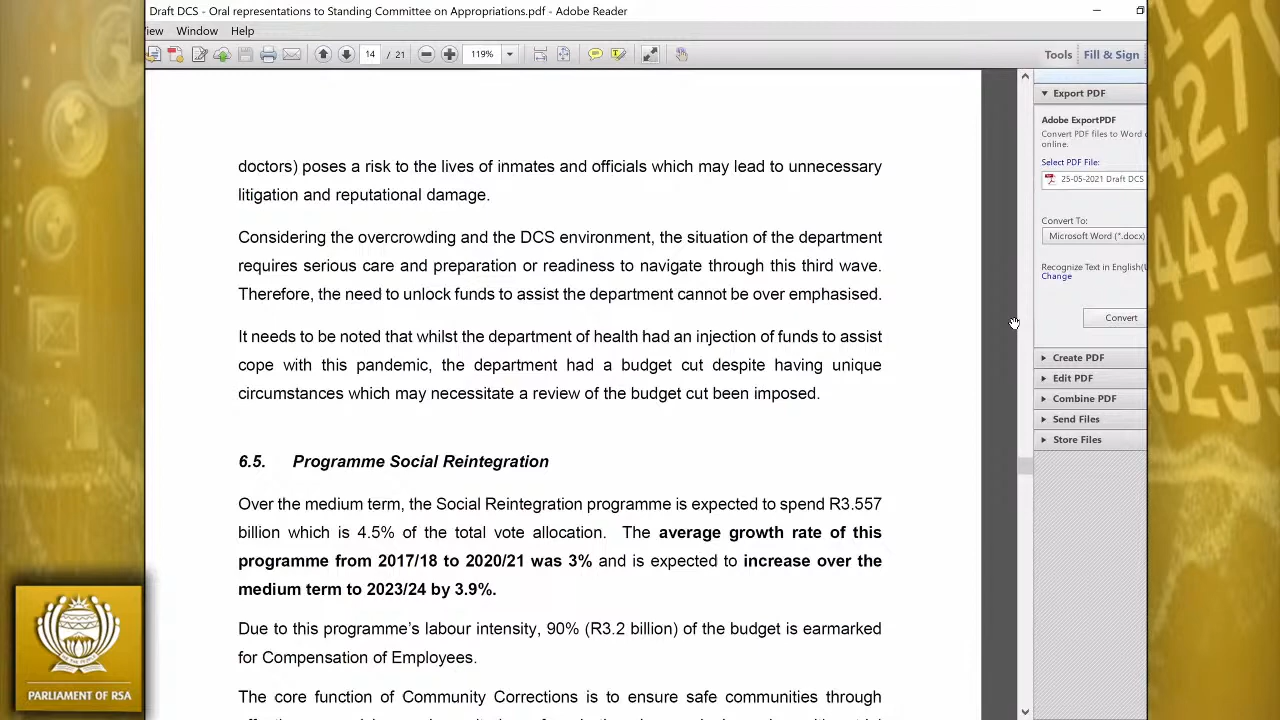 Draft DCS - Oral representations to Standing Committee on Appropriations.pdf - Adobe Reader
View Window Help
14 / 21 119% Tools Fill & Sign
Export PDF
Adobe ExportPDF
Convert PDF files to Word
online.
Select PDF File:
25-05-2021 Draft DCS
Convert To:
Microsoft Word (*.docx)
Recognize Text in English(U
Change
Convert
Create PDF
Edit PDF
Combine PDF
Send Files
Store Files
doctors) poses a risk to the lives of inmates and officials which may lead to unnecessary
litigation and reputational damage.
Considering the overcrowding and the DCS environment, the situation of the department
requires serious care and preparation or readiness to navigate through this third wave.
Therefore, the need to unlock funds to assist the department cannot be over emphasised.
It needs to be noted that whilst the department of health had an injection of funds to assist
cope with this pandemic, the department had a budget cut despite having unique
circumstances which may necessitate a review of the budget cut been imposed.
6.5. Programme Social Reintegration
Over the medium term, the Social Reintegration programme is expected to spend R3.557
billion which is 4.5% of the total vote allocation. The average growth rate of this
programme from 2017/18 to 2020/21 was 3% and is expected to increase over the
medium term to 2023/24 by 3.9%.
Due to this programme's labour intensity, 90% (R3.2 billion) of the budget is earmarked
for Compensation of Employees.
The core function of Community Corrections is to ensure safe communities through
PARLIAMENT OF RSA